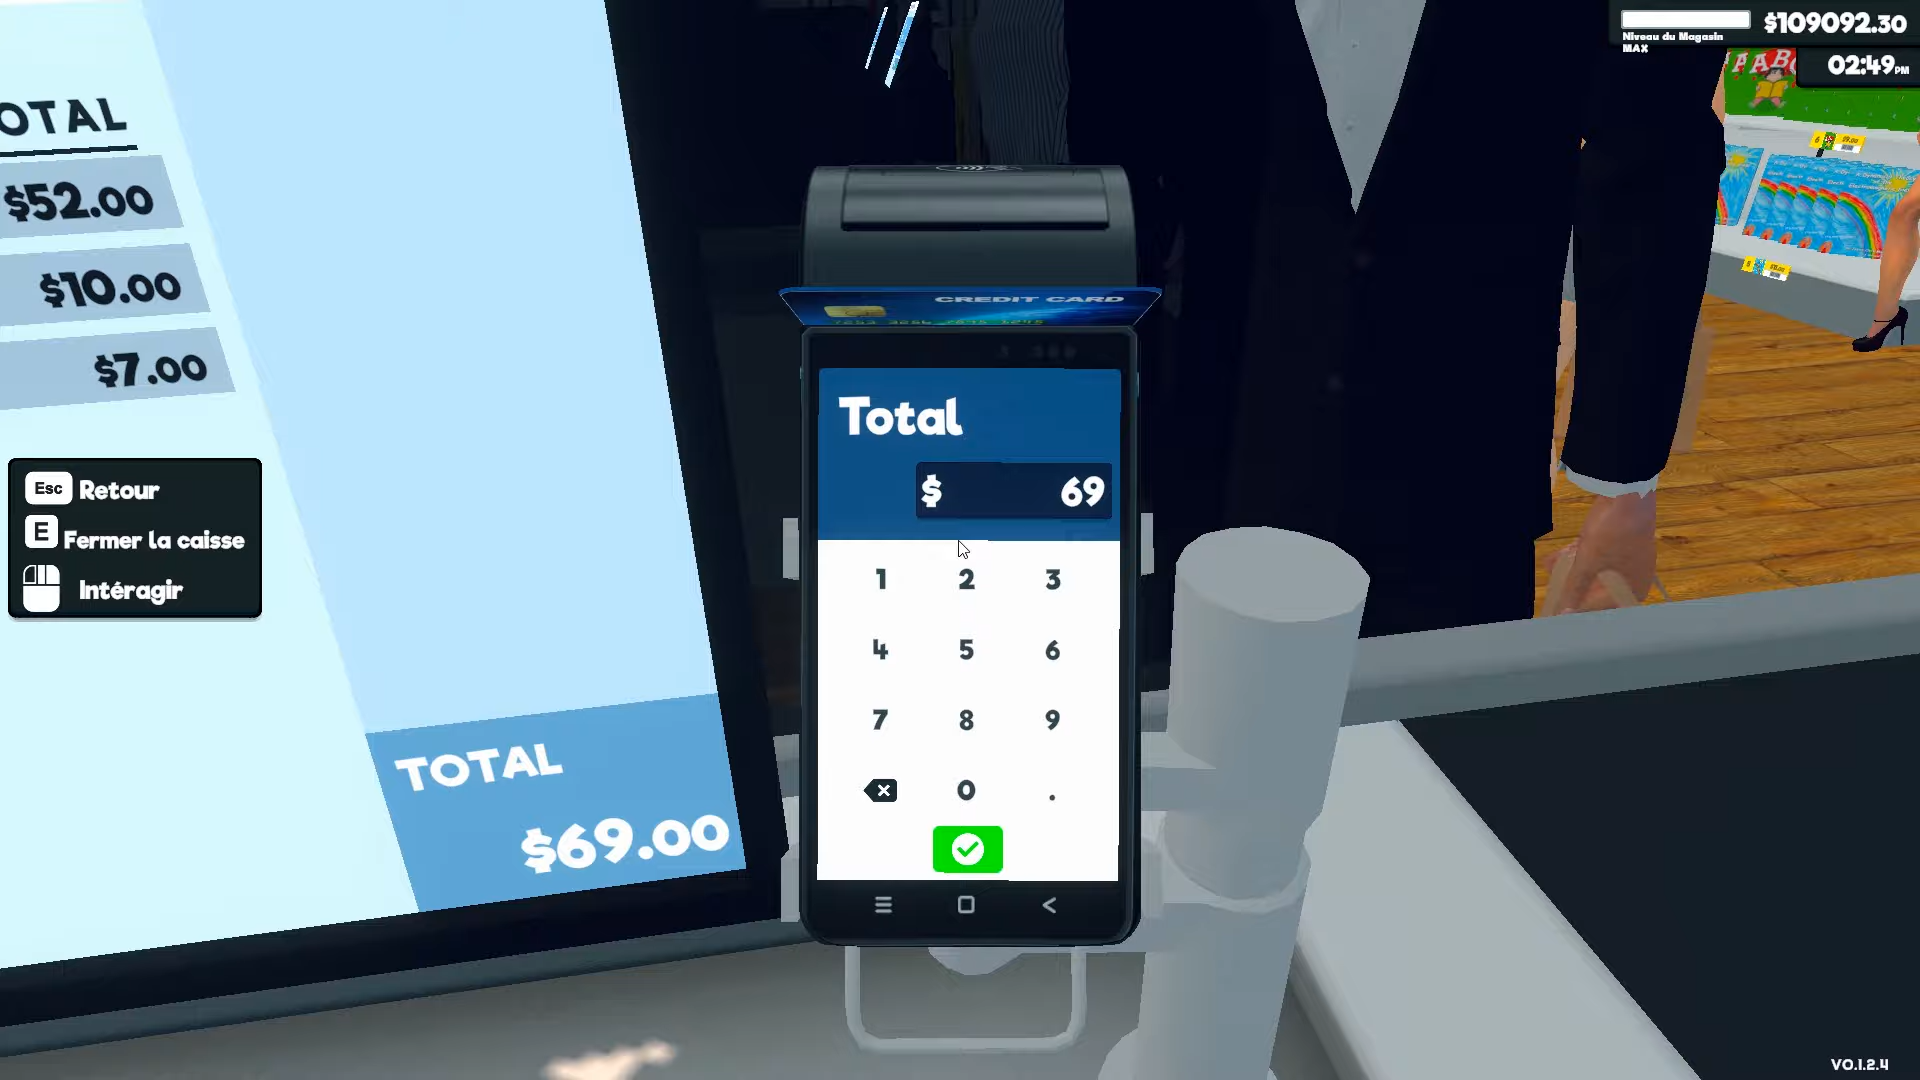 $109092.30
Niveau du Magasin
MAX
02:49PM
OTAL
$52.00
$10.00
$7.00
CREDIT CARD
Total
$ 69
Esc Retour
E Fermer la caisse
Intéragir
1 2 3
4 5 6
7 8 9
0 .
TOTAL
$69.00
V0.1.2.4